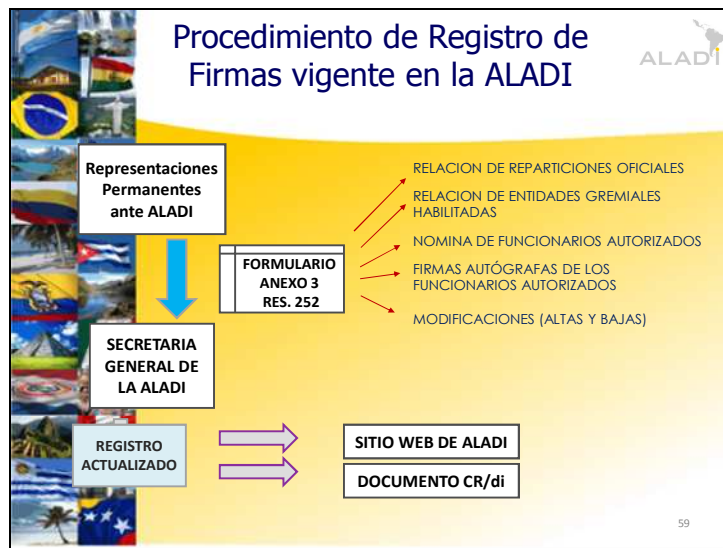 Procedimiento de Registro de
Firmas vigente en la ALADI
ALADI
Representaciones
Permanentes
ante ALADI
FORMULARIO
ANEXO 3
RES. 252
RELACION DE REPARTICIONES OFICIALES
RELACION DE ENTIDADES GREMIALES
HABILITADAS
NOMINA DE FUNCIONARIOS AUTORIZADOS
FIRMAS AUTÓGRAFAS DE LOS
FUNCIONARIOS AUTORIZADOS
MODIFICACIONES (ALTAS Y BAJAS)
SECRETARIA
GENERAL DE
LA ALADI
REGISTRO
ACTUALIZADO
SITIO WEB DE ALADI
DOCUMENTO CR/di
59